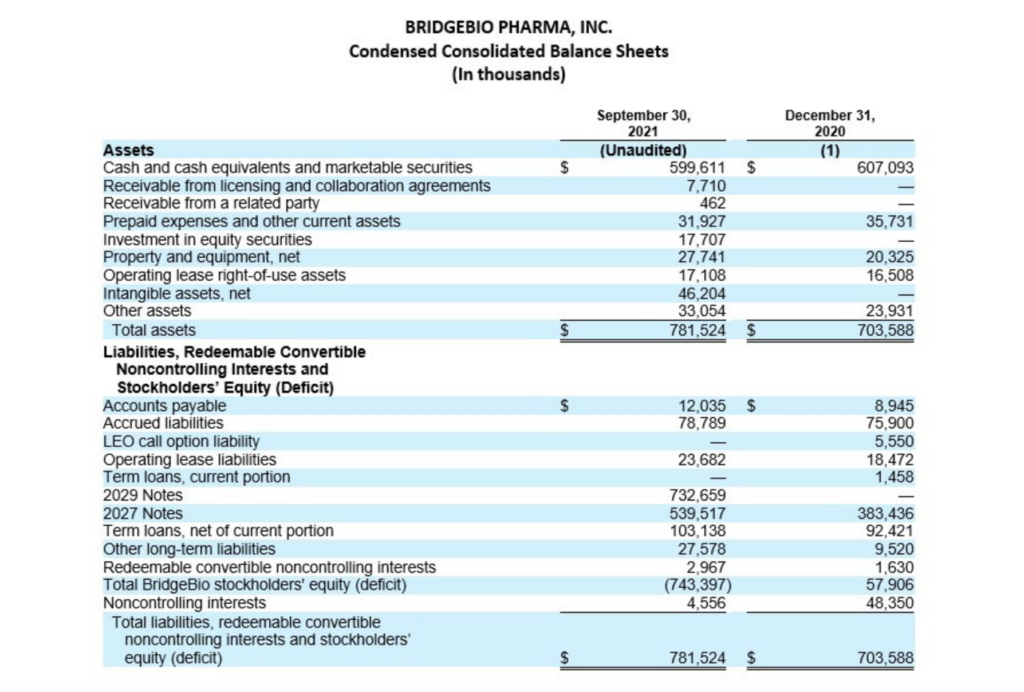 BRIDGEBIO PHARMA, INC.
Condensed Consolidated Balance Sheets
(In thousands)
September 30, December 31,
2021 2020
Assets (Unaudited) (1)
Cash and cash equivalents and marketable securities $ 599,611 $ 607,093
Receivable from licensing and collaboration agreements 7,710 —
Receivable from a related party 462 —
Prepaid expenses and other current assets 31,927 35,731
Investment in equity securities 17,707 —
Property and equipment, net 27,741 20,325
Operating lease right-of-use assets 17,108 16,508
Intangible assets, net 46,204 —
Other assets 33,054 23,931
Total assets $ 781,524 $ 703,588
Liabilities, Redeemable Convertible
Noncontrolling Interests and
Stockholders' Equity (Deficit)
Accounts payable $ 12,035 $ 8,945
Accrued liabilities 78,789 75,900
LEO call option liability — 5,550
Operating lease liabilities 23,682 18,472
Term loans, current portion — 1,458
2029 Notes 732,659 —
2027 Notes 539,517 383,436
Term loans, net of current portion 103,138 92,421
Other long-term liabilities 27,578 9,520
Redeemable convertible noncontrolling interests 2,967 1,630
Total BridgeBio stockholders' equity (deficit) (743,397) 57,906
Noncontrolling interests 4,556 48,350
Total liabilities, redeemable convertible
noncontrolling interests and stockholders'
equity (deficit) $ 781,524 $ 703,588